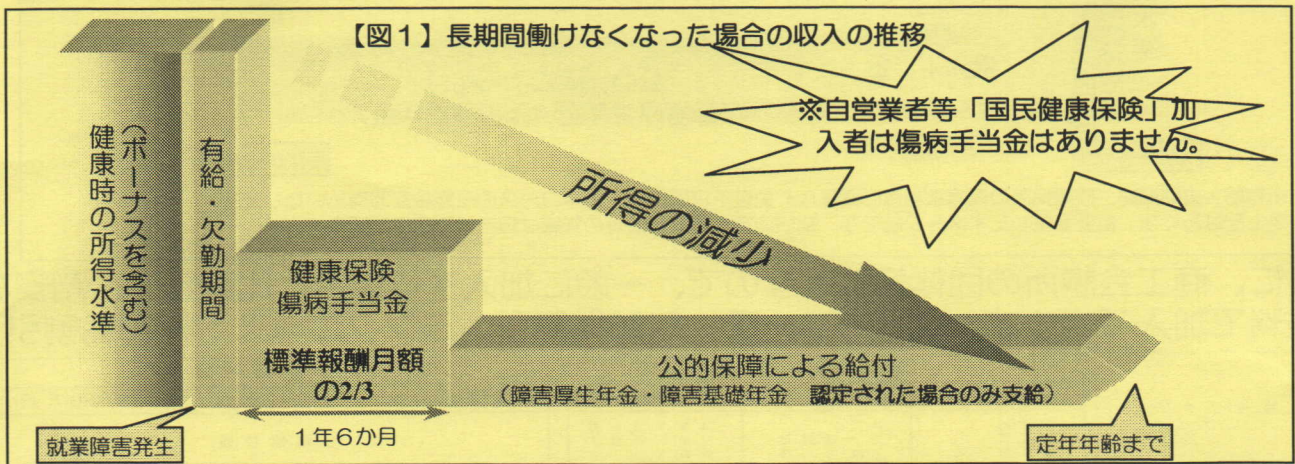 【図１】長期間働けなくなった場合の収入の推移
※自営業者等「国民健康保険」加
入者は傷病手当金はありません。
健康時の所得水準
（ボーナスを含む）
有給・欠勤期間
所得の減少
健康保険
傷病手当金
標準報酬月額
の2/3
公的保障による給付
（障害厚生年金・障害基礎年金　認定された場合のみ支給）
１年６か月
就業障害発生
定年年齢まで